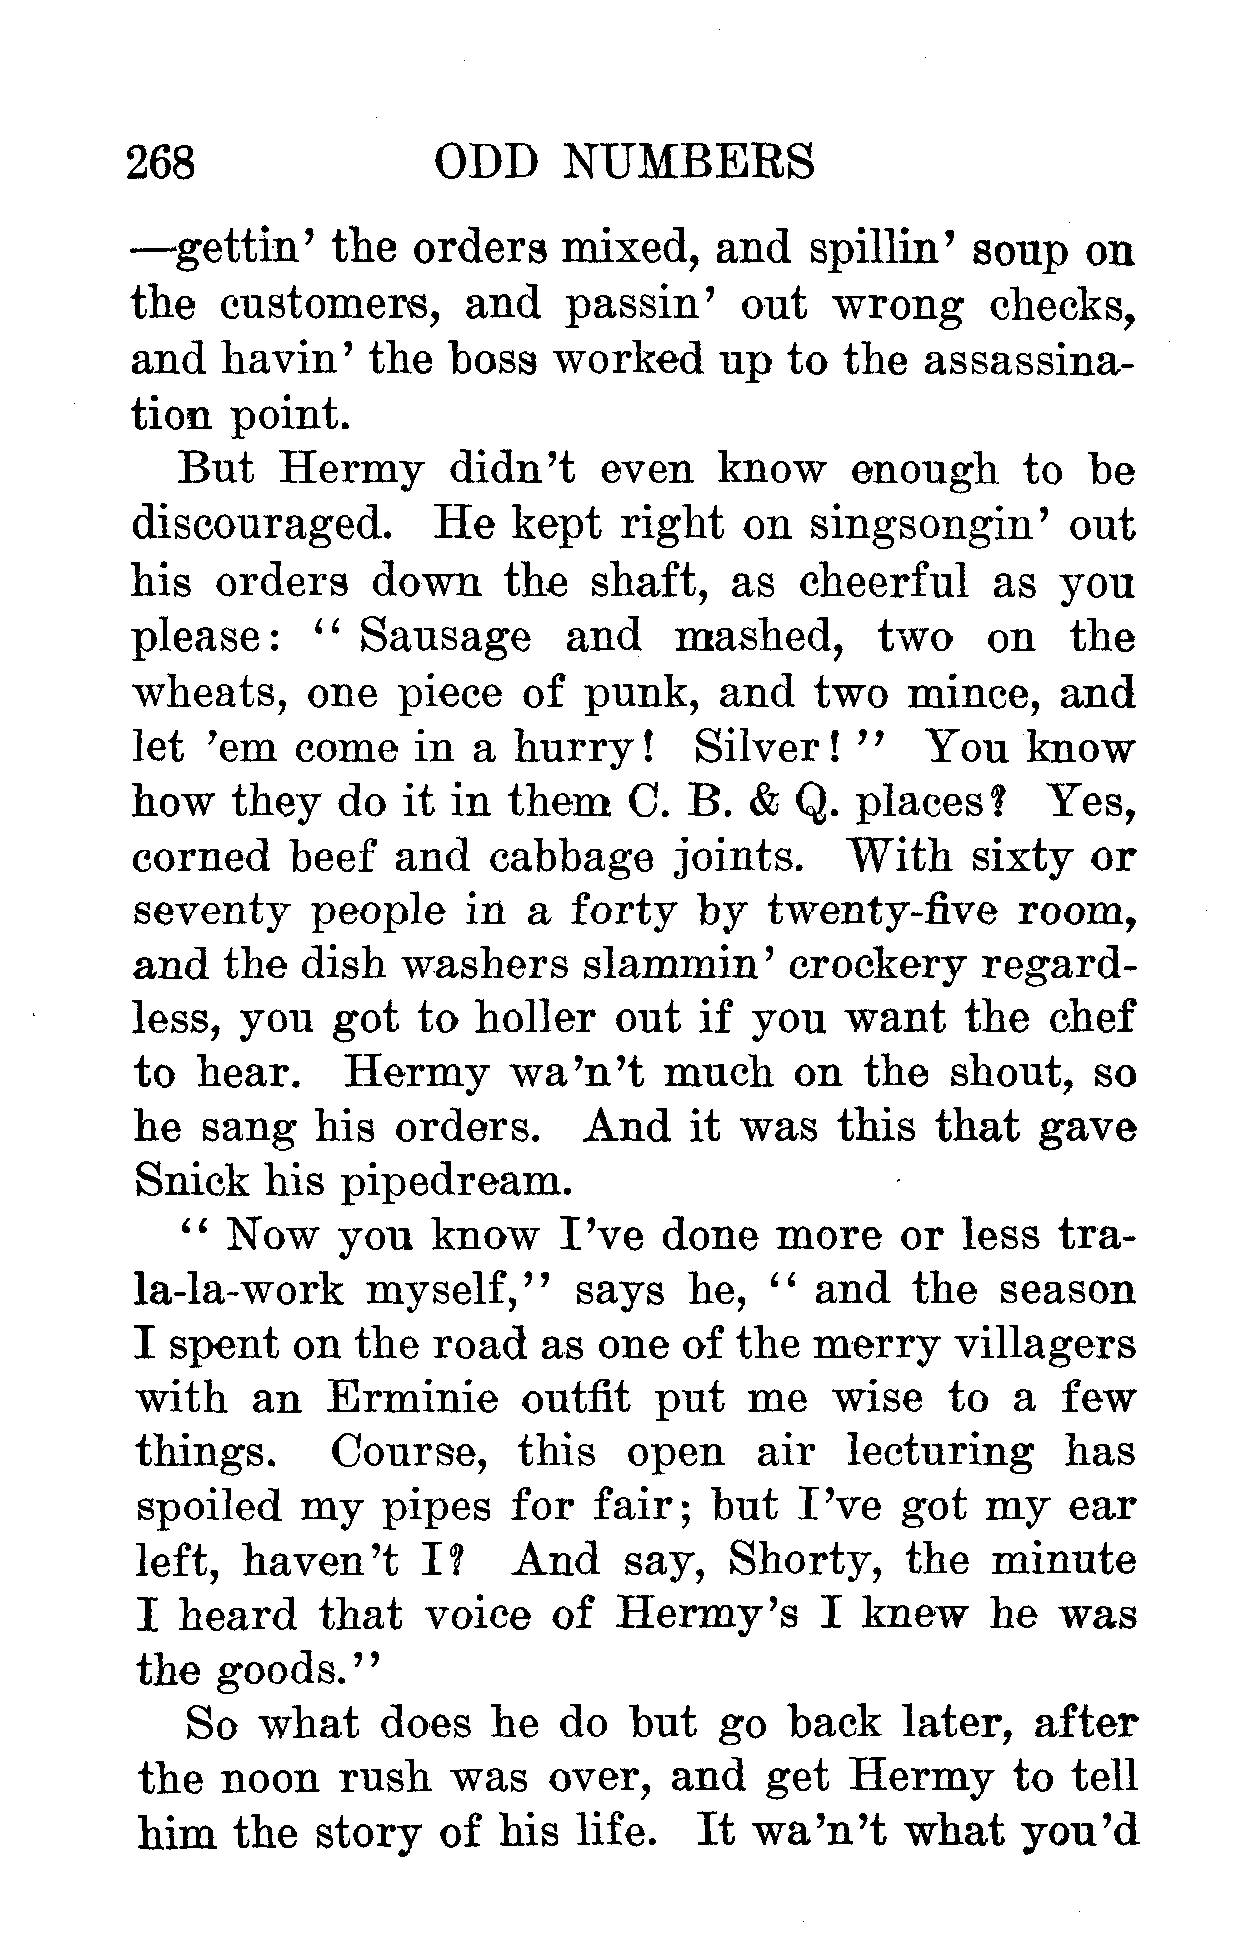 268 ODD NUMBERS
—gettin' the orders mixed, and spillin' soup on
the customers, and passin' out wrong checks,
and havin' the boss worked up to the assassina-
tion point.
But Hermy didn't even know enough to be
discouraged. He kept right on singsongin' out
his orders down the shaft, as cheerful as you
please: "Sausage and mashed, two on the
wheats, one piece of punk, and two mince, and
let 'em come in a hurry! Silver!" You know
how they do it in them C. B. & Q. places? Yes,
corned beef and cabbage joints. With sixty or
seventy people in a forty by twenty-five room,
and the dish washers slammin' crockery regard-
less, you got to holler out if you want the chef
to hear. Hermy wa'n't much on the shout, so
he sang his orders. And it was this that gave
Snick his pipedream.
"Now you know I've done more or less tra-
la-la-work myself," says he, "and the season
I spent on the road as one of the merry villagers
with an Erminie outfit put me wise to a few
things. Course, this open air lecturing has
spoiled my pipes for fair; but I've got my ear
left, haven't I? And say, Shorty, the minute
I heard that voice of Hermy's I knew he was
the goods."
So what does he do but go back later, after
the noon rush was over, and get Hermy to tell
him the story of his life. It wa'n't what you'd